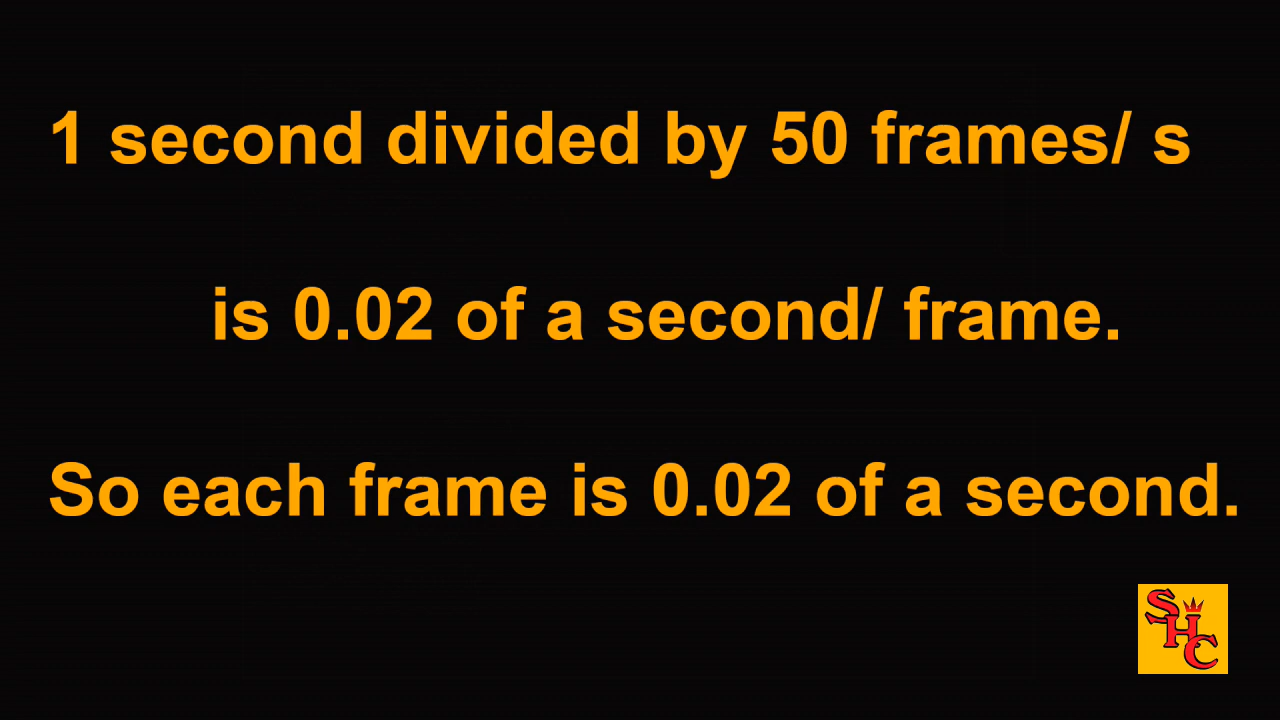 1 second divided by 50 frames/ s
is 0.02 of a second/ frame.
So each frame is 0.02 of a second.
SHC